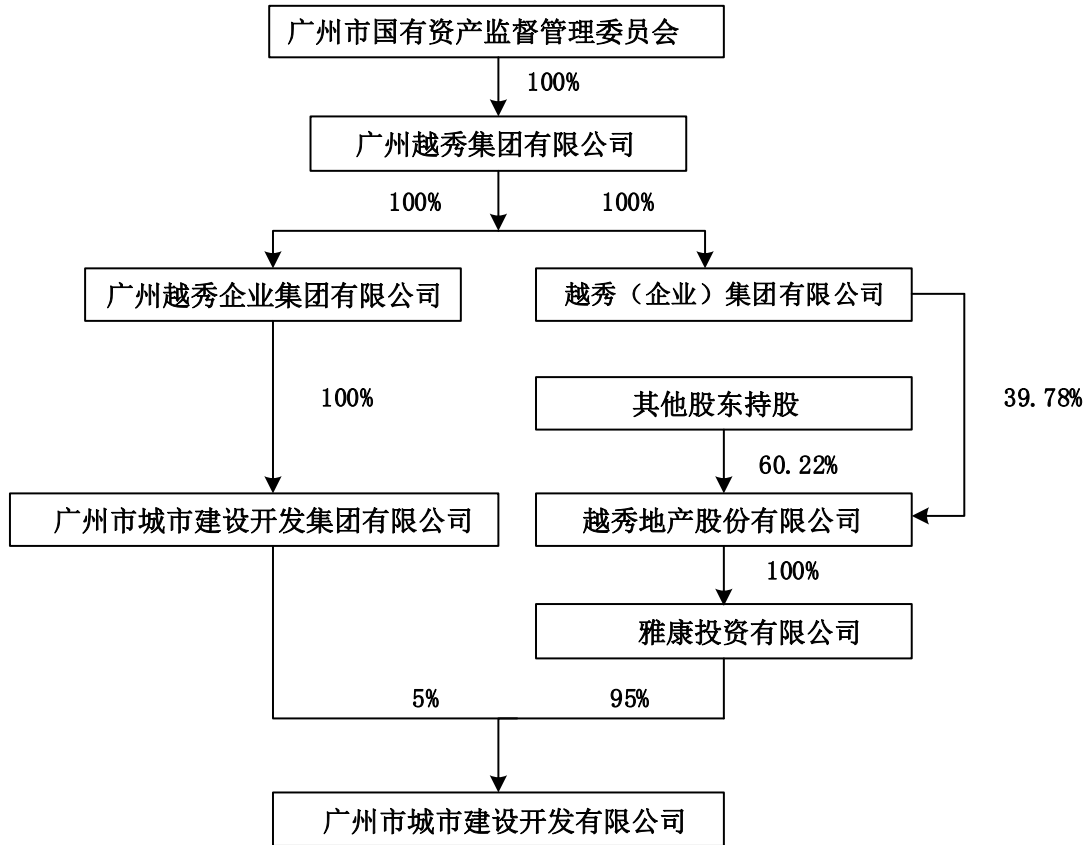 广州市国有资产监督管理委员会
100%
广州越秀集团有限公司
100%
100%
广州越秀企业集团有限公司
越秀（企业）集团有限公司
100%
其他股东持股
39.78%
60.22%
广州市城市建设开发集团有限公司
越秀地产股份有限公司
100%
雅康投资有限公司
5%
95%
广州市城市建设开发有限公司